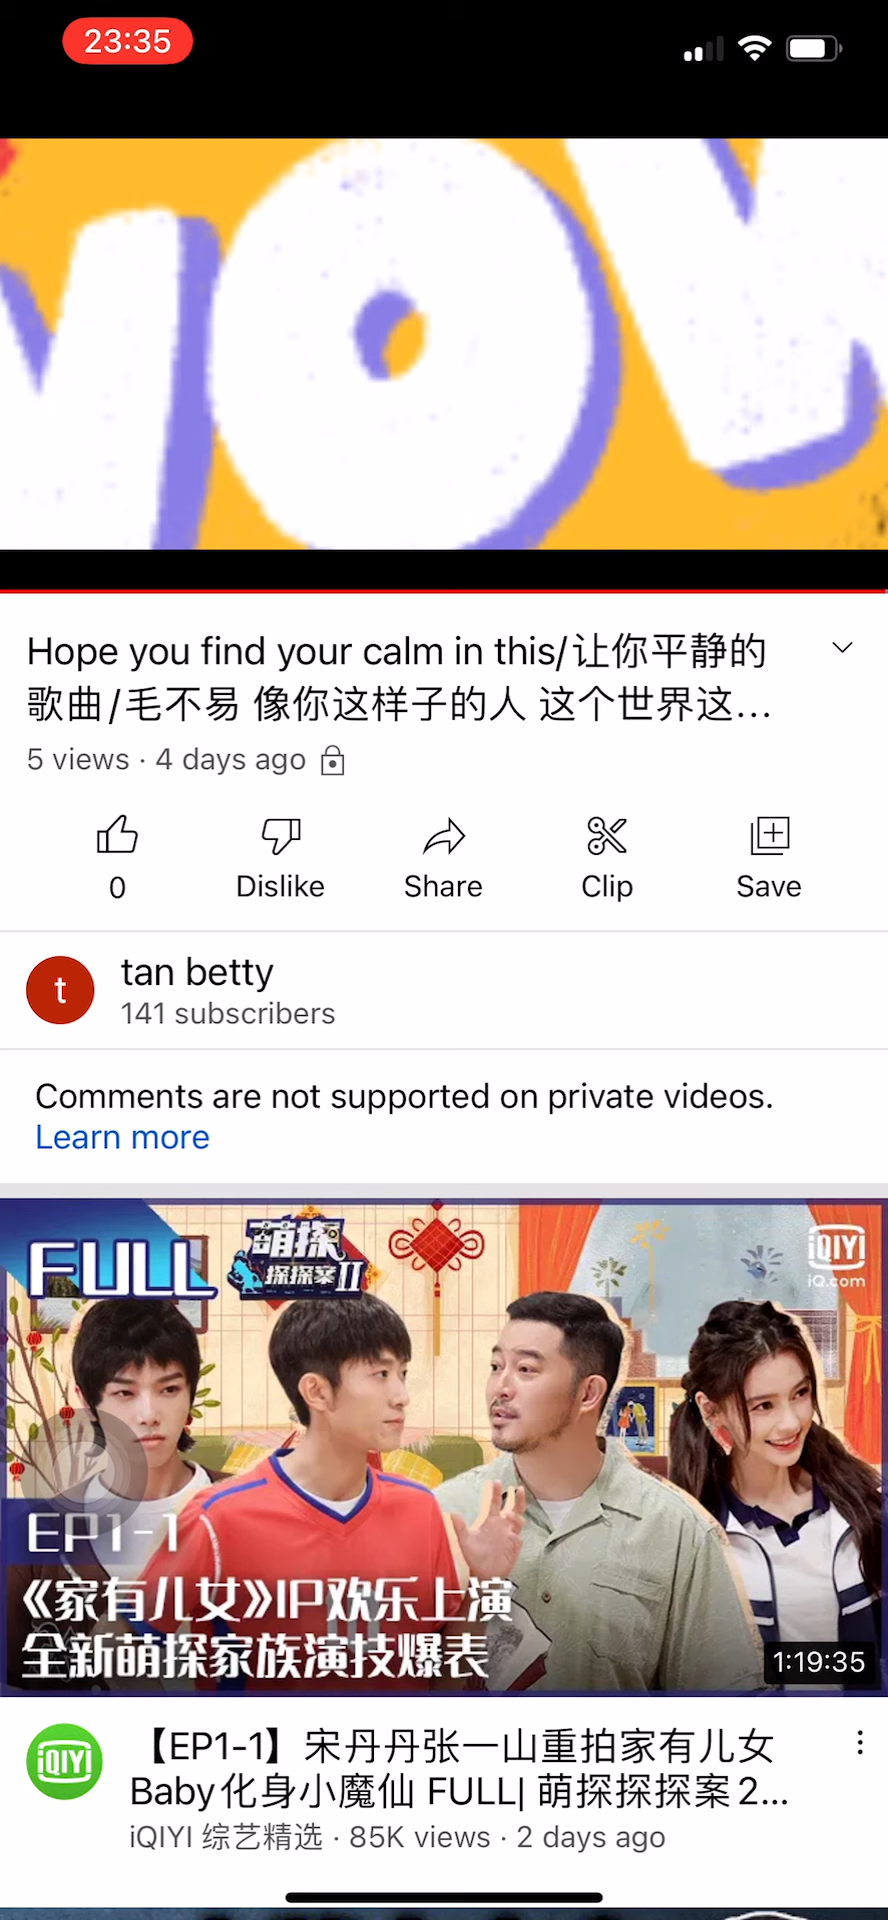 23:35
YOU
Hope you find your calm in this/让你平静的
歌曲/毛不易 像你这样子的人 这个世界这...
5 views · 4 days ago
0
Dislike
Share
Clip
Save
t
tan betty
141 subscribers
Comments are not supported on private videos.
Learn more
FULL
萌探
探探案II
iQIYI
iQ.com
EP1-1
《家有儿女》IP欢乐上演
全新萌探家族演技爆表
1:19:35
iQIYI
【EP1-1】宋丹丹张一山重拍家有儿女
Baby化身小魔仙 FULL| 萌探探探案2...
iQIYI 综艺精选 · 85K views · 2 days ago